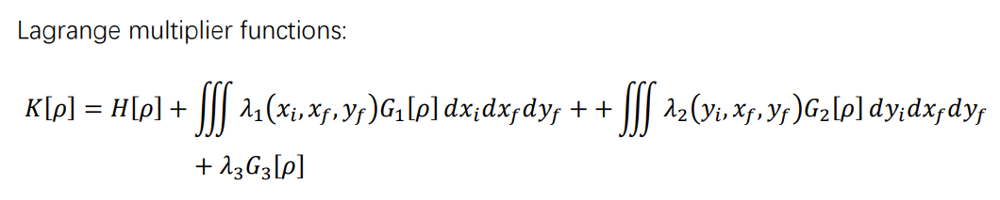 Lagrange multiplier functions:
K[ρ] = H[ρ] + ∭ λ₁(xᵢ, x_f, y_f)G₁[ρ] dxᵢdx_fdy_f + + ∭ λ₂(yᵢ, x_f, y_f)G₂[ρ] dyᵢdx_fdy_f
+ λ₃G₃[ρ]